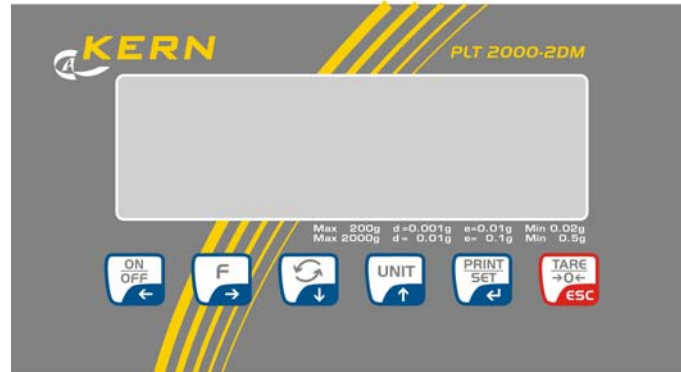 KERN
PLT 2000-2DM
Max 200g d=0.001g e=0.01g Min 0.02g
Max 2000g d= 0.01g e= 0.1g Min 0.5g
ON
OFF
←
F
→
↓
UNIT
↑
PRINT
SET
↵
TARE
→0←
ESC